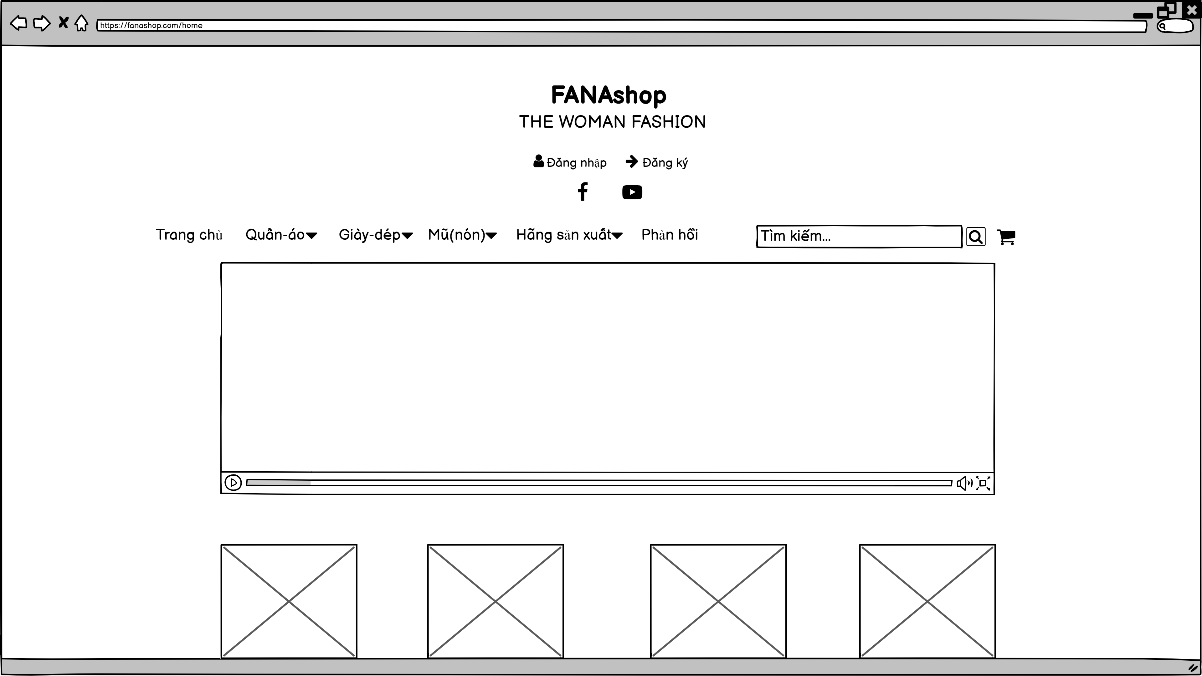 https://fanashop.com/home
FANAshop
THE WOMAN FASHION
Đăng nhập Đăng ký
Trang chủ Quần-áo Giày-dép Mũ(nón) Hãng sản xuất Phản hồi Tìm kiếm...